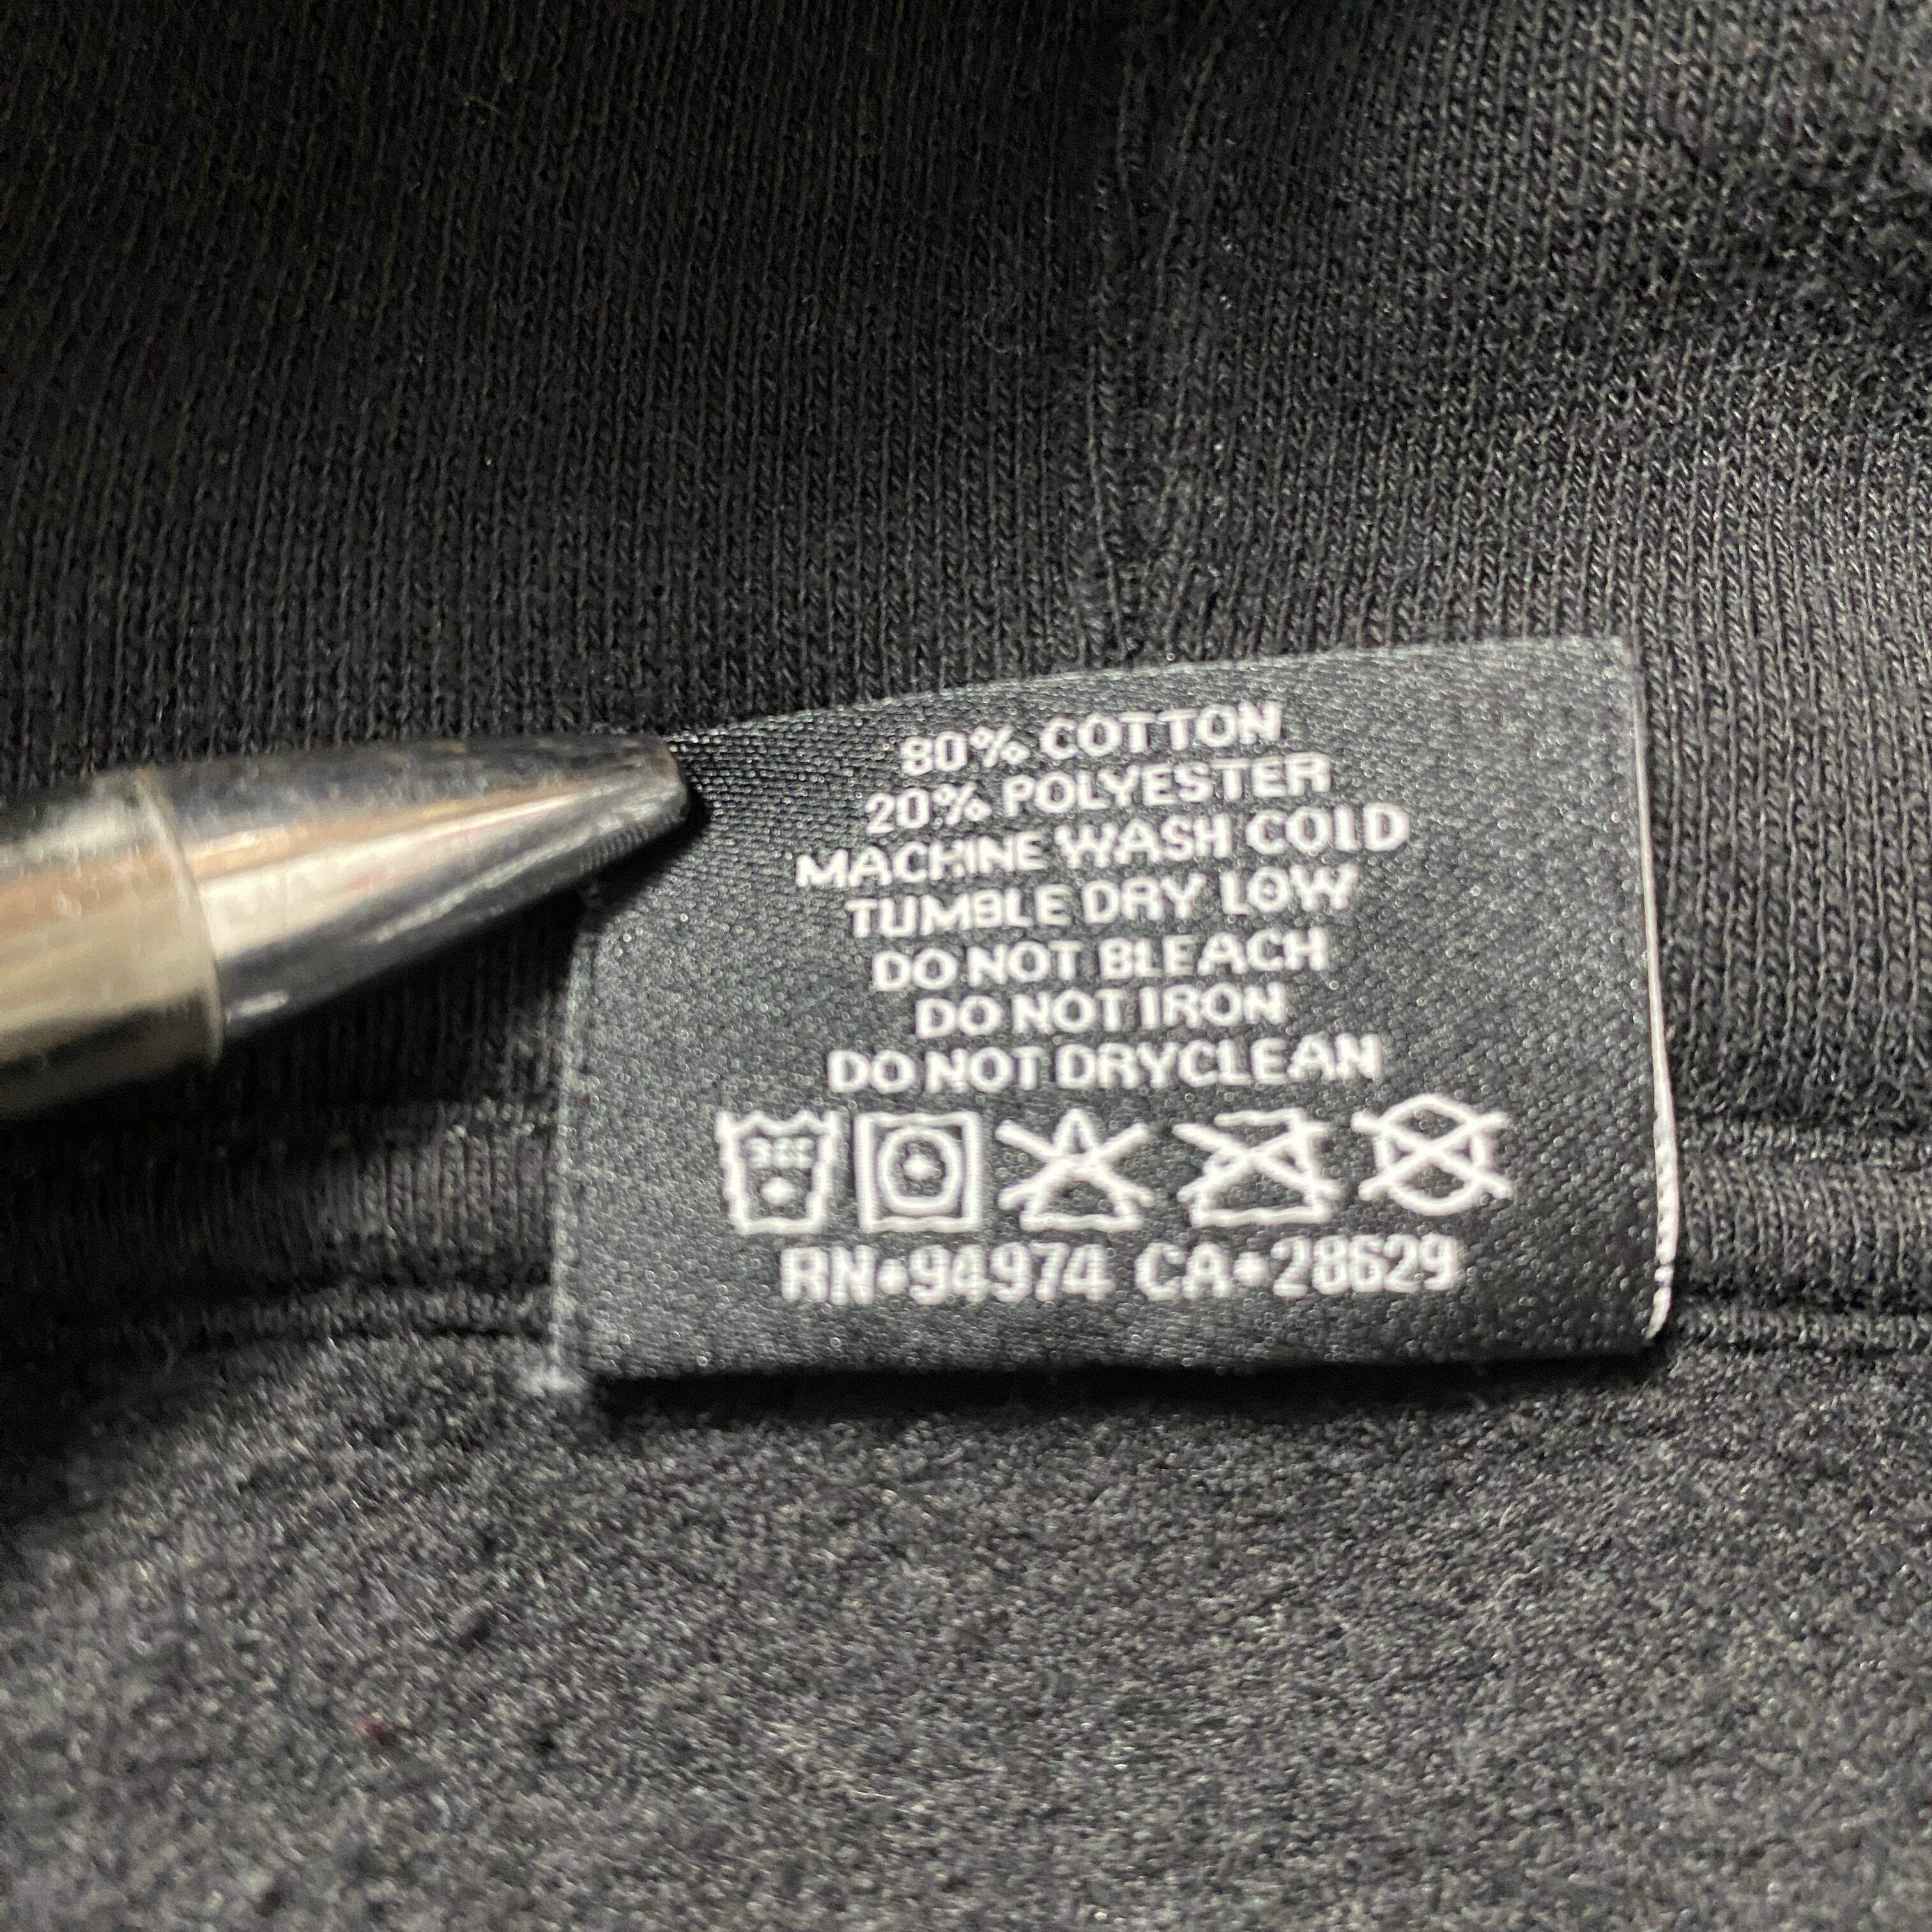 80% COTTON
20% POLYESTER
MACHINE WASH COLD
TUMBLE DRY LOW
DO NOT BLEACH
DO NOT IRON
DO NOT DRYCLEAN
RN•94974 CA•28629